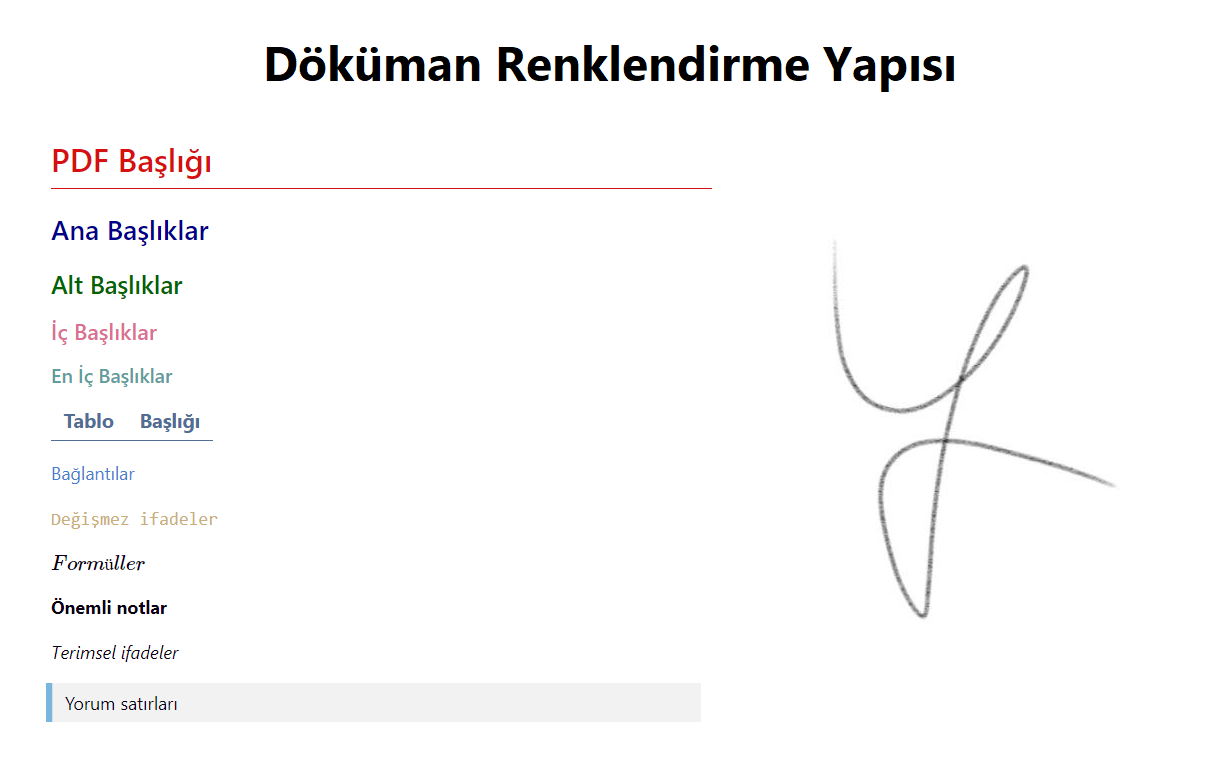 Döküman Renklendirme Yapısı
PDF Başlığı
Ana Başlıklar
Alt Başlıklar
İç Başlıklar
En İç Başlıklar
Tablo Başlığı
Bağlantılar
Değişmez ifadeler
Formüller
Önemli notlar
Terimsel ifadeler
Yorum satırları